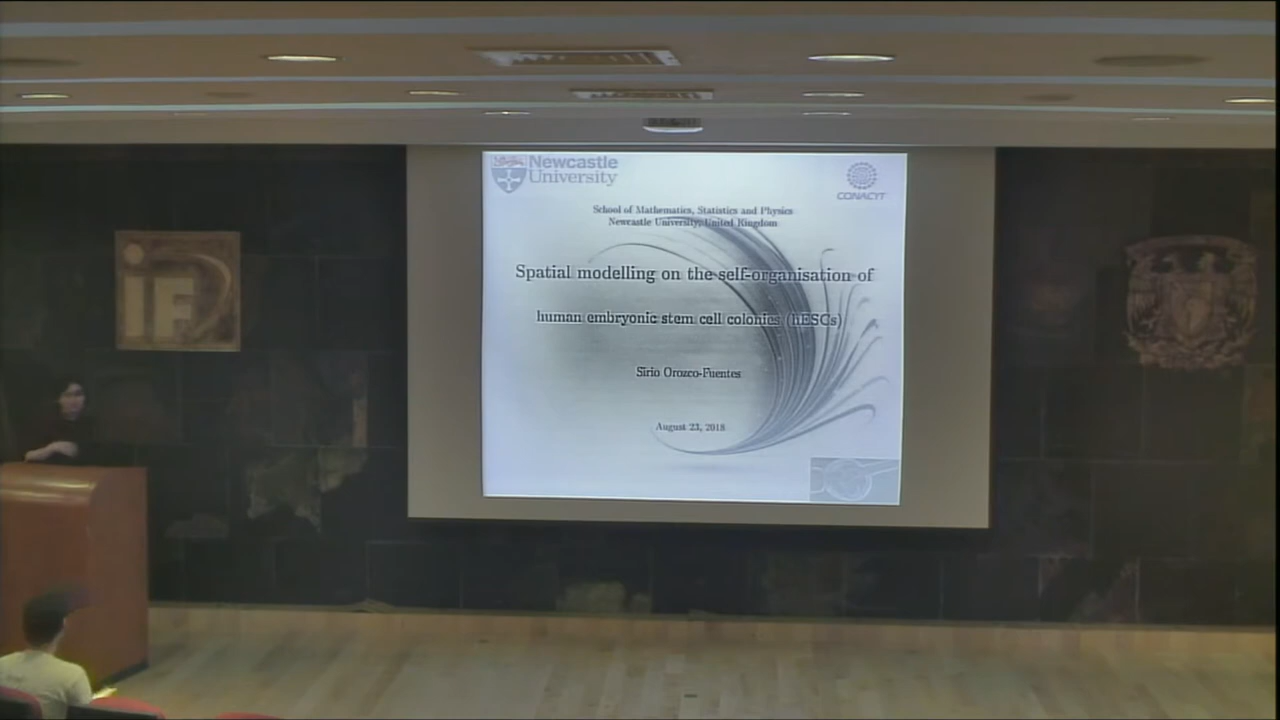 Newcastle
University
CONACYT
School of Mathematics, Statistics and Physics
Newcastle University, United Kingdom
Spatial modelling on the self-organisation of
human embryonic stem cell colonies (hESCs)
Sirio Orozco-Fuentes
August 23, 2018
iF